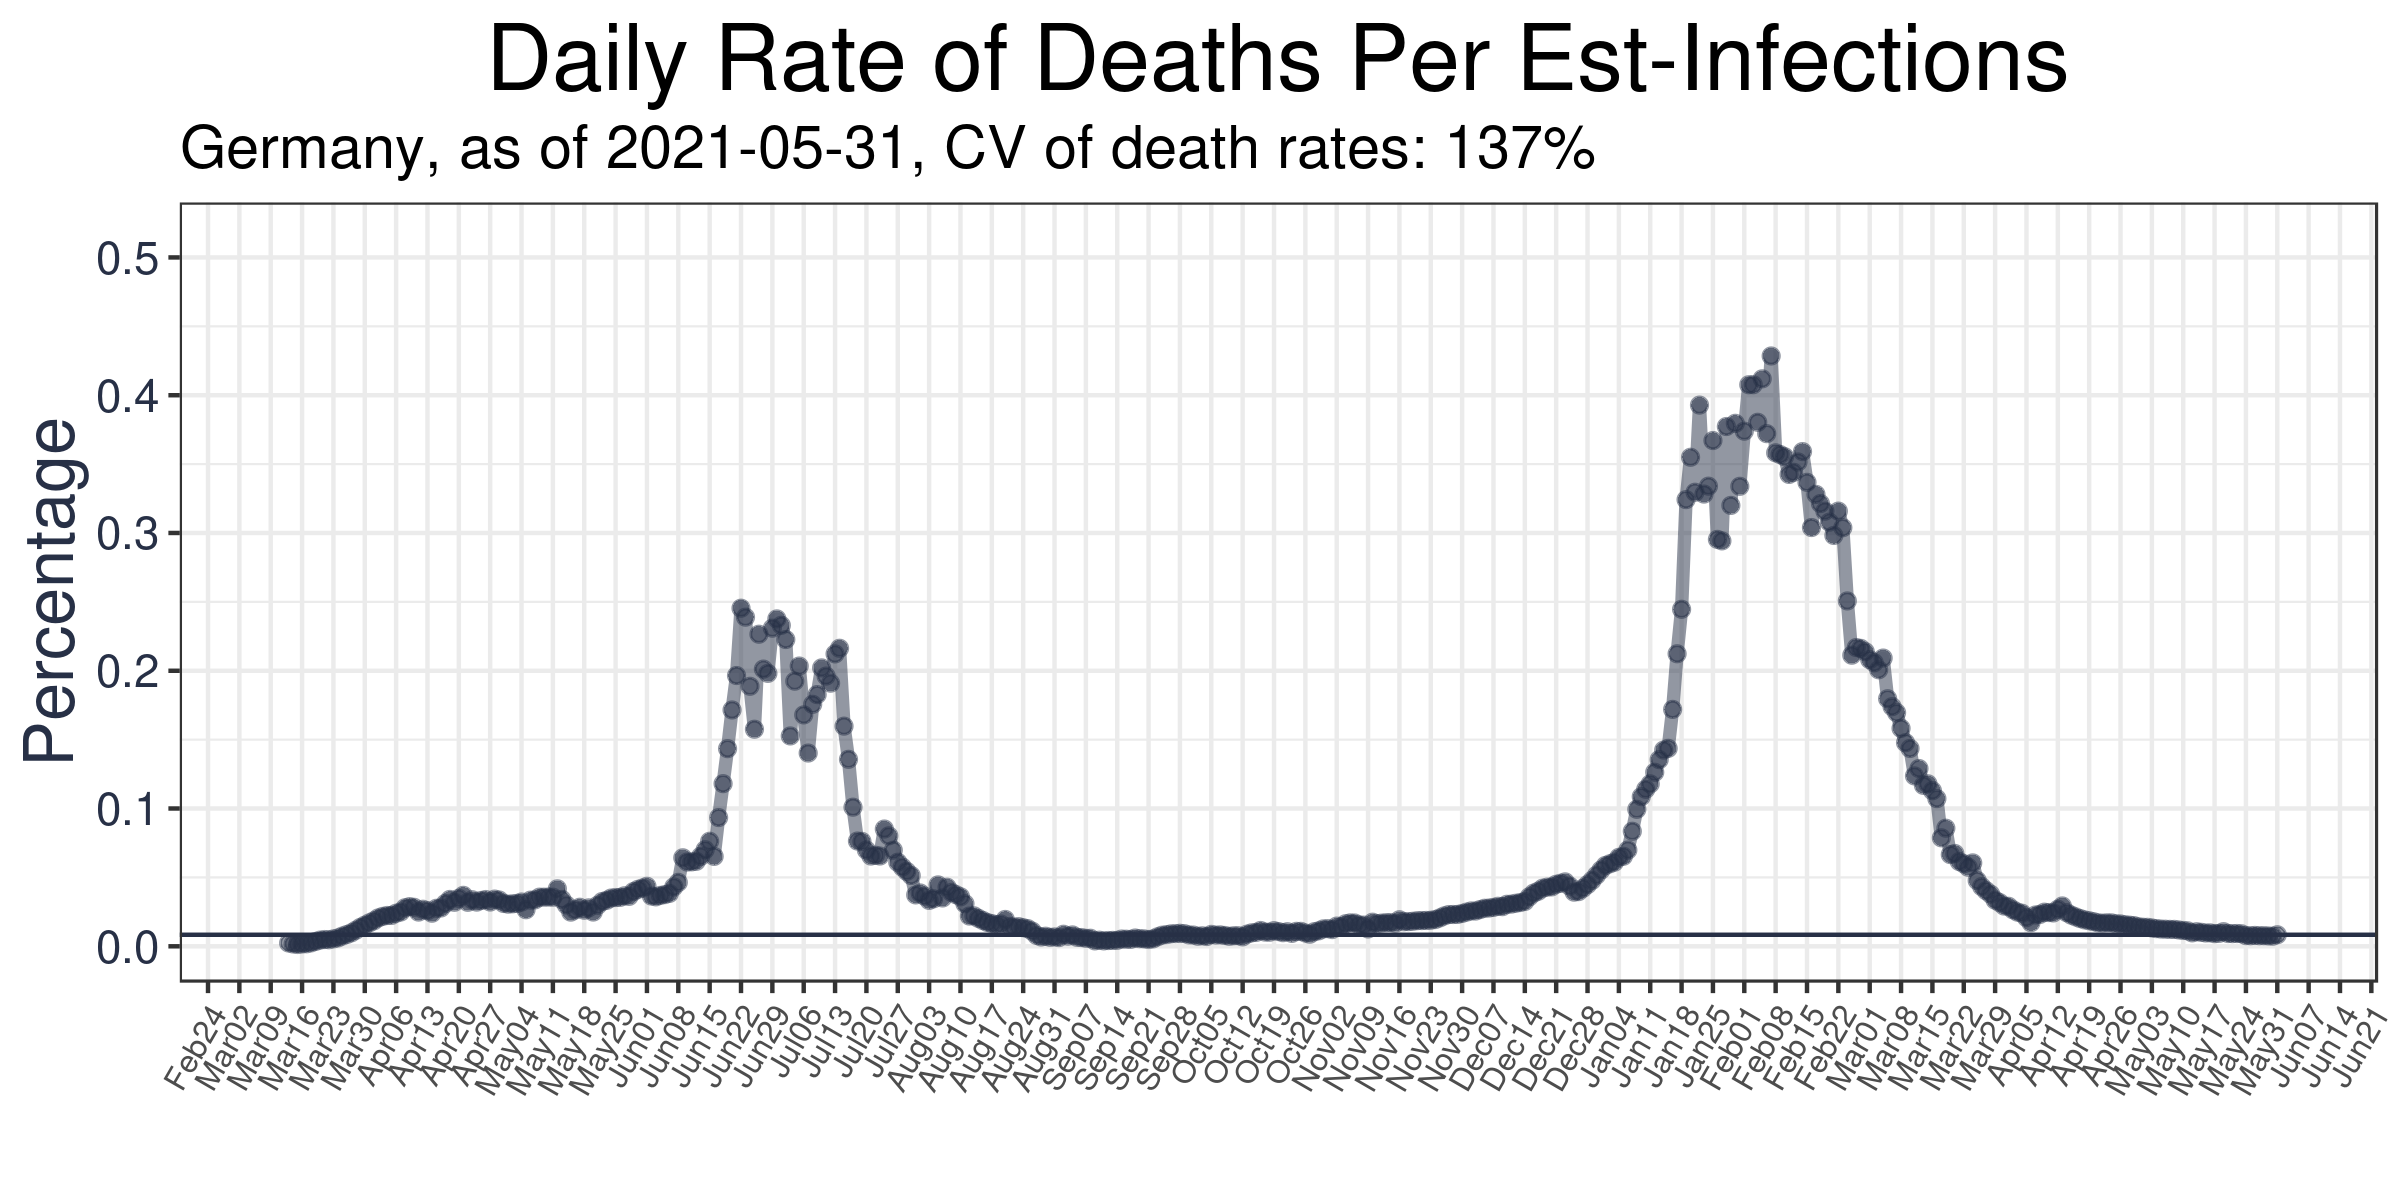 Daily Rate of Deaths Per Est-Infections
Germany, as of 2021-05-31, CV of death rates: 137%
Percentage
0.5
0.4
0.3
0.2
0.1
0.0
Feb24
Mar02
Mar09
Mar16
Mar23
Mar30
Apr06
Apr13
Apr20
Apr27
May04
May11
May18
May25
Jun01
Jun08
Jun15
Jun22
Jun29
Jul06
Jul13
Jul20
Jul27
Aug03
Aug10
Aug17
Aug24
Aug31
Sep07
Sep14
Sep21
Sep28
Oct05
Oct12
Oct19
Oct26
Nov02
Nov09
Nov16
Nov23
Nov30
Dec07
Dec14
Dec21
Dec28
Jan04
Jan11
Jan18
Jan25
Feb01
Feb08
Feb15
Feb22
Mar01
Mar08
Mar15
Mar22
Mar29
Apr05
Apr12
Apr19
Apr26
May03
May10
May17
May24
May31
Jun07
Jun14
Jun21